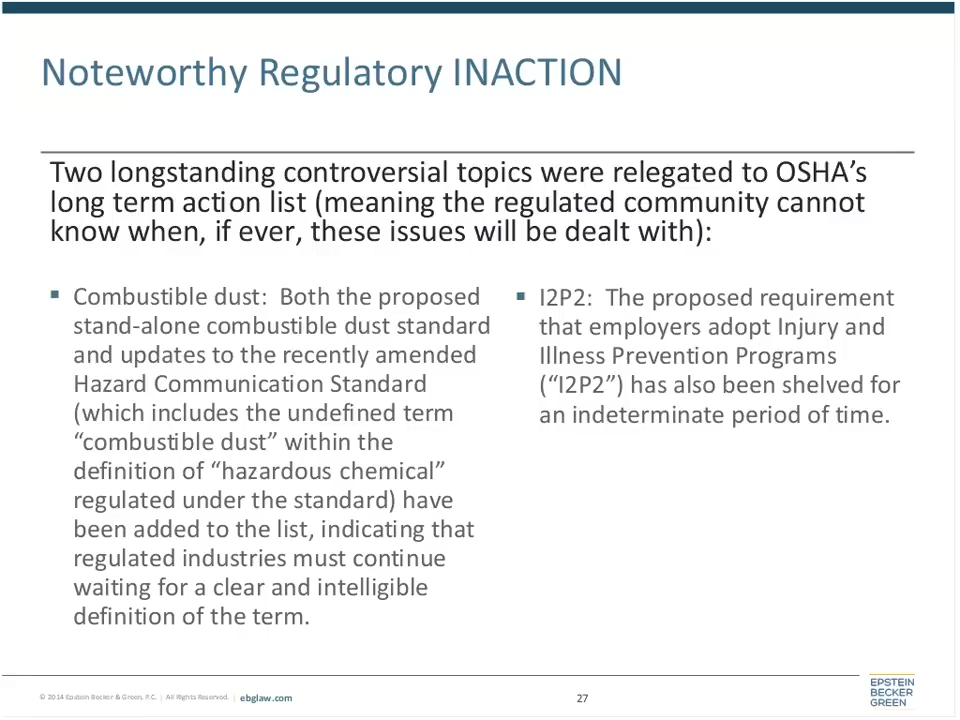 Noteworthy Regulatory INACTION
Two longstanding controversial topics were relegated to OSHA’s
long term action list (meaning the regulated community cannot
know when, if ever, these issues will be dealt with):
▪ Combustible dust:  Both the proposed
stand-alone combustible dust standard
and updates to the recently amended
Hazard Communication Standard
(which includes the undefined term
“combustible dust” within the
definition of “hazardous chemical”
regulated under the standard) have
been added to the list, indicating that
regulated industries must continue
waiting for a clear and intelligible
definition of the term.
▪ I2P2:  The proposed requirement
that employers adopt Injury and
Illness Prevention Programs
(“I2P2”) has also been shelved for
an indeterminate period of time.
© 2014 Epstein Becker & Green, P.C. | All Rights Reserved. | ebglaw.com
27
EPSTEIN
BECKER
GREEN